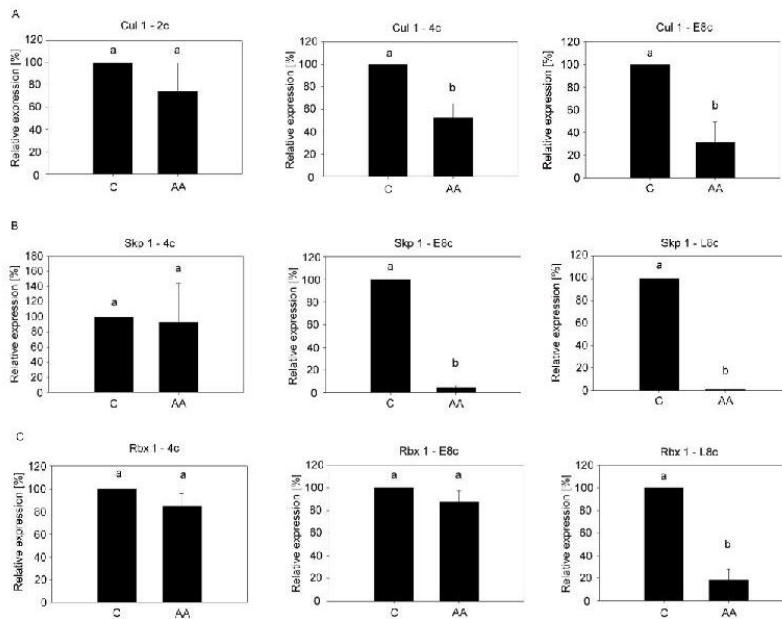 A
Cul 1 - 2c
Relative expression [%]
120
100
80
60
40
20
0
a
a
C
AA
Cul 1 - 4c
Relative expression [%]
120
100
80
60
40
20
0
a
b
C
AA
Cul 1 - E8c
Relative expression [%]
120
100
80
60
40
20
0
a
b
C
AA
B
Skp 1 - 4c
Relative expression [%]
180
160
140
120
100
80
60
40
20
0
a
a
C
AA
Skp 1 - E8c
Relative expression [%]
120
100
80
60
40
20
0
a
b
C
AA
Skp 1 - L8c
Relative expression [%]
120
100
80
60
40
20
0
a
b
C
AA
C
Rbx 1 - 4c
Relative expression [%]
120
100
80
60
40
20
0
a
a
C
AA
Rbx 1 - E8c
Relative expression [%]
120
100
80
60
40
20
0
a
a
C
AA
Rbx 1 - L8c
Relative expression [%]
120
100
80
60
40
20
0
a
b
C
AA